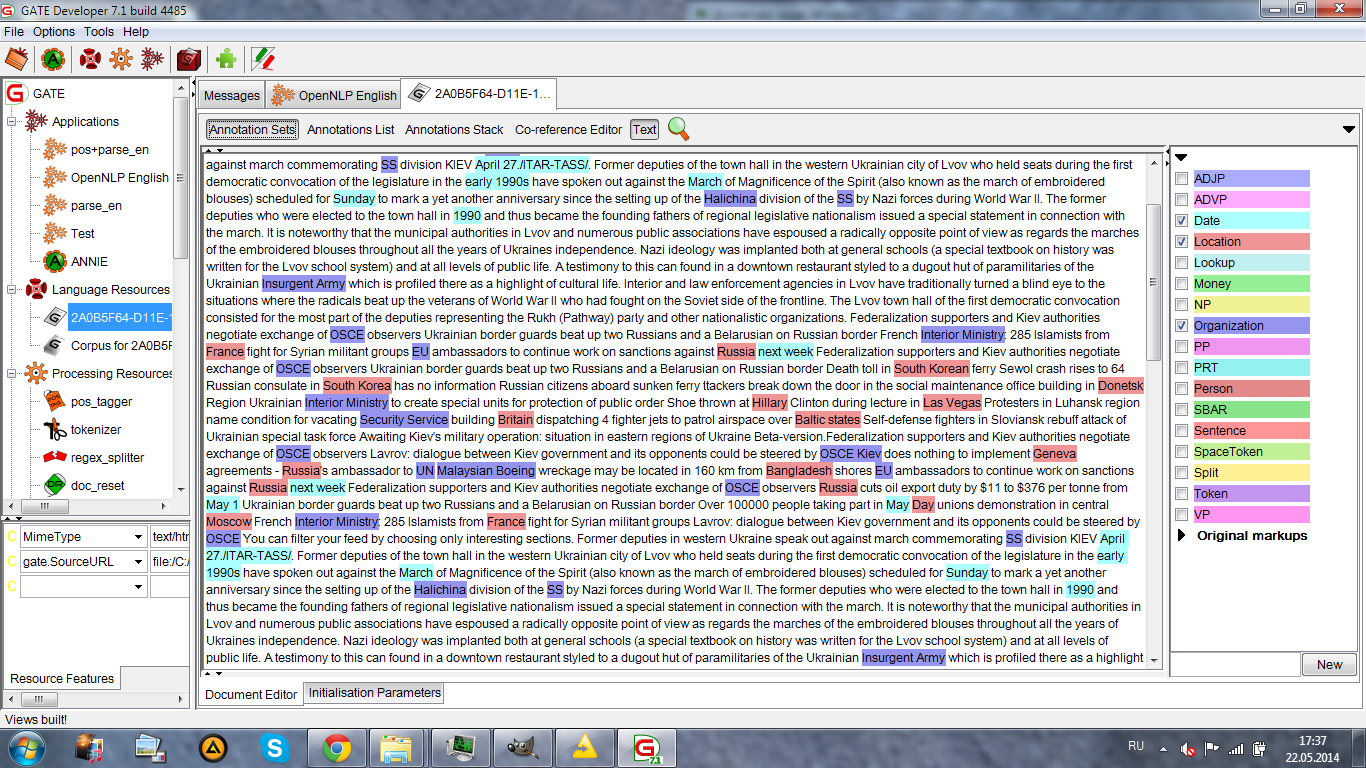 GATE Developer 7.1 build 4485
File Options Tools Help
GATE
Applications
pos+parse_en
OpenNLP English
parse_en
Test
ANNIE
Language Resources
2A0B5F64-D11E-1
Corpus for 2A0B5F
Processing Resources
pos_tagger
tokenizer
regex_splitter
doc_reset
C MimeType text/htm
C gate.SourceURL file:/C:/
C
Resource Features
Messages OpenNLP English 2A0B5F64-D11E-1...
Annotation Sets Annotations List Annotations Stack Co-reference Editor Text
against march commemorating SS division KIEV April 27./ITAR-TASS/. Former deputies of the town hall in the western Ukrainian city of Lvov who held seats during the first
democratic convocation of the legislature in the early 1990s have spoken out against the March of Magnificence of the Spirit (also known as the march of embroidered
blouses) scheduled for Sunday to mark a yet another anniversary since the setting up of the Halichina division of the SS by Nazi forces during World War II. The former
deputies who were elected to the town hall in 1990 and thus became the founding fathers of regional legislative nationalism issued a special statement in connection with
the march. It is noteworthy that the municipal authorities in Lvov and numerous public associations have espoused a radically opposite point of view as regards the marches
of the embroidered blouses throughout all the years of Ukraines independence. Nazi ideology was implanted both at general schools (a special textbook on history was
written for the Lvov school system) and at all levels of public life. A testimony to this can found in a downtown restaurant styled to a dugout hut of paramilitaries of the
Ukrainian Insurgent Army which is profiled there as a highlight of cultural life. Interior and law enforcement agencies in Lvov have traditionally turned a blind eye to the
situations where the radicals beat up the veterans of World War II who had fought on the Soviet side of the frontline. The Lvov town hall of the first democratic convocation
consisted for the most part of the deputies representing the Rukh (Pathway) party and other nationalistic organizations. Federalization supporters and Kiev authorities
negotiate exchange of OSCE observers Ukrainian border guards beat up two Russians and a Belarusian on Russian border French Interior Ministry: 285 Islamists from
France fight for Syrian militant groups EU ambassadors to continue work on sanctions against Russia next week Federalization supporters and Kiev authorities negotiate
exchange of OSCE observers Ukrainian border guards beat up two Russians and a Belarusian on Russian border Death toll in South Korean ferry Sewol crash rises to 64
Russian consulate in South Korea has no information Russian citizens aboard sunken ferry ttackers break down the door in the social maintenance office building in Donetsk
Region Ukrainian Interior Ministry to create special units for protection of public order Shoe thrown at Hillary Clinton during lecture in Las Vegas Protesters in Luhansk region
name condition for vacating Security Service building Britain dispatching 4 fighter jets to patrol airspace over Baltic states Self-defense fighters in Sloviansk rebuff attack of
Ukrainian special task force Awaiting Kiev's military operation: situation in eastern regions of Ukraine Beta-version.Federalization supporters and Kiev authorities negotiate
exchange of OSCE observers Lavrov: dialogue between Kiev government and its opponents could be steered by OSCE Kiev does nothing to implement Geneva
agreements - Russia's ambassador to UN Malaysian Boeing wreckage may be located in 160 km from Bangladesh shores EU ambassadors to continue work on sanctions
against Russia next week Federalization supporters and Kiev authorities negotiate exchange of OSCE observers Russia cuts oil export duty by $11 to $376 per tonne from
May 1 Ukrainian border guards beat up two Russians and a Belarusian on Russian border Over 100000 people taking part in May Day unions demonstration in central
Moscow French Interior Ministry: 285 Islamists from France fight for Syrian militant groups Lavrov: dialogue between Kiev government and its opponents could be steered by
OSCE You can filter your feed by choosing only interesting sections. Former deputies in western Ukraine speak out against march commemorating SS division KIEV April
27./ITAR-TASS/. Former deputies of the town hall in the western Ukrainian city of Lvov who held seats during the first democratic convocation of the legislature in the early
1990s have spoken out against the March of Magnificence of the Spirit (also known as the march of embroidered blouses) scheduled for Sunday to mark a yet another
anniversary since the setting up of the Halichina division of the SS by Nazi forces during World War II. The former deputies who were elected to the town hall in 1990 and
thus became the founding fathers of regional legislative nationalism issued a special statement in connection with the march. It is noteworthy that the municipal authorities in
Lvov and numerous public associations have espoused a radically opposite point of view as regards the marches of the embroidered blouses throughout all the years of
Ukraines independence. Nazi ideology was implanted both at general schools (a special textbook on history was written for the Lvov school system) and at all levels of
public life. A testimony to this can found in a downtown restaurant styled to a dugout hut of paramilitaries of the Ukrainian Insurgent Army which is profiled there as a highlight
Document Editor Initialisation Parameters
ADJP
ADVP
Date
Location
Lookup
Money
NP
Organization
PP
PRT
Person
SBAR
Sentence
SpaceToken
Split
Token
VP
Original markups
New
Views built!
RU
17:37
22.05.2014